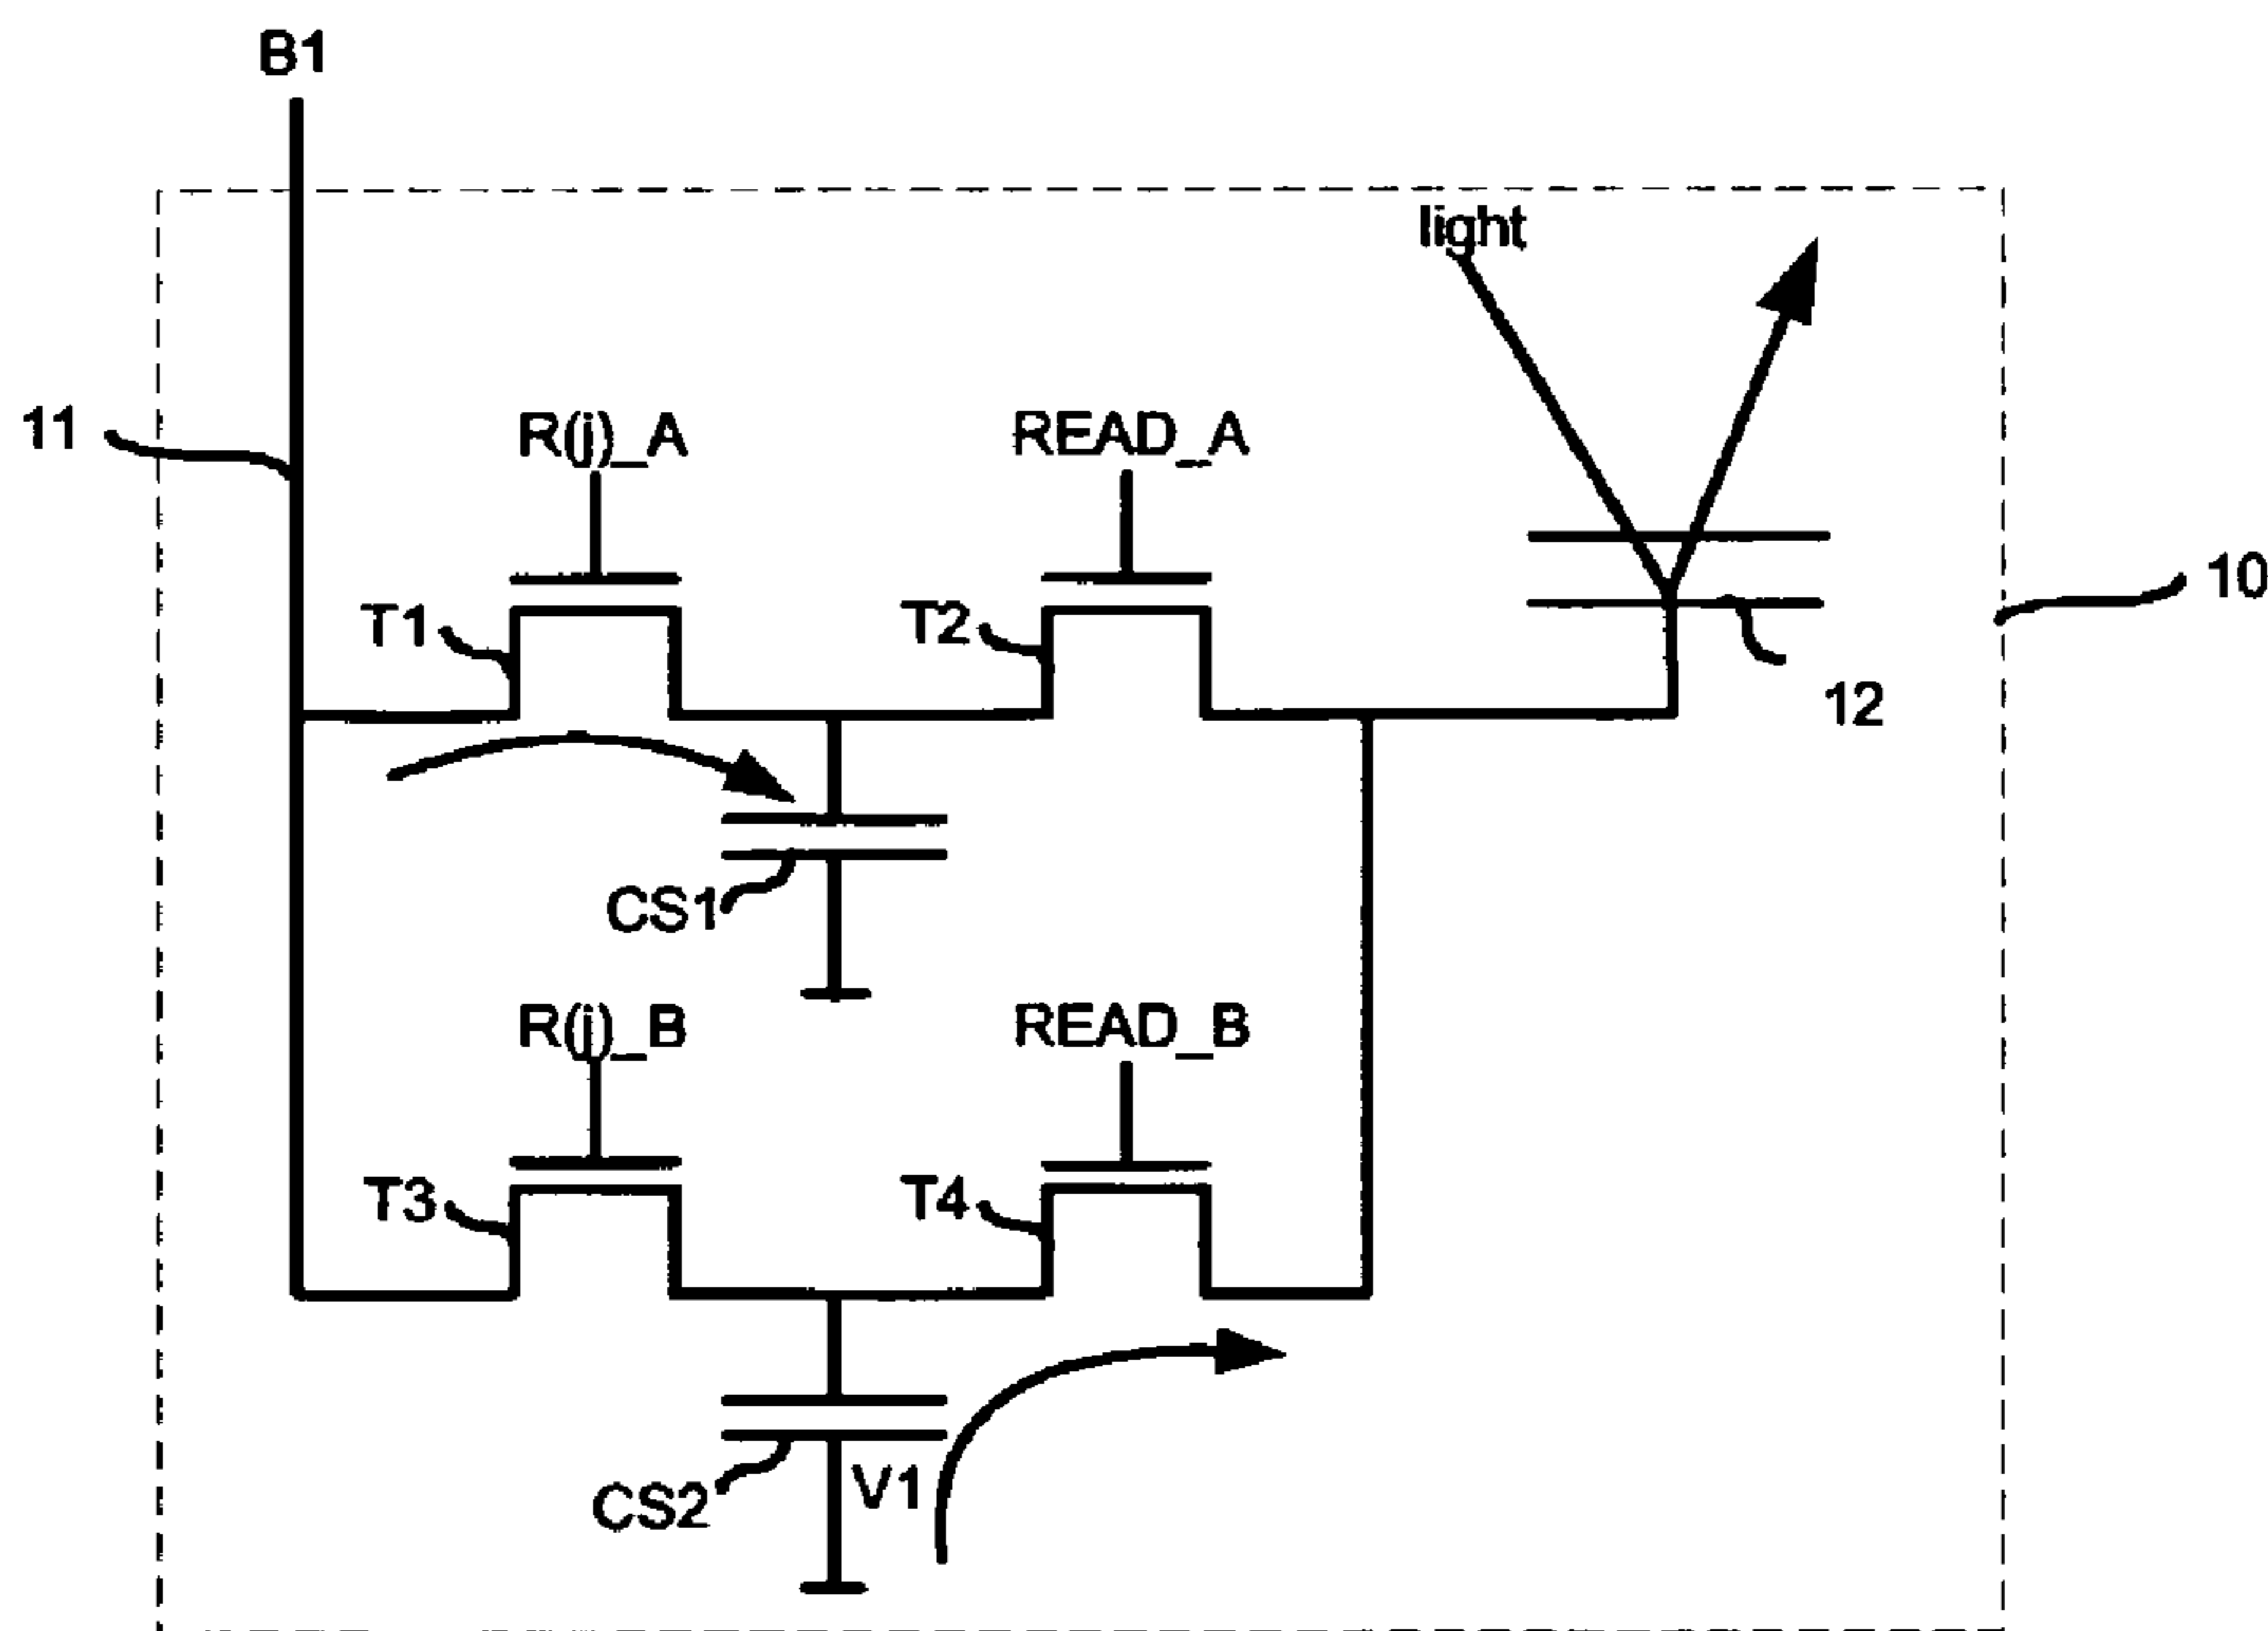 B1
light
11
R(j)_A
READ_A
10
T1
T2
12
CS1
R(j)_B
READ_B
T3
T4
CS2
V1